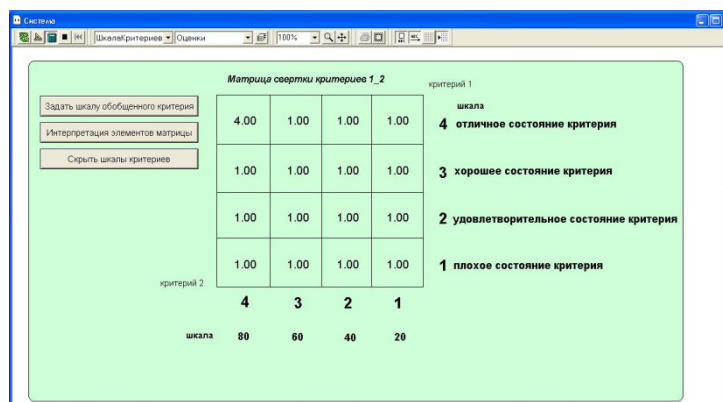 Система
ШкалаКритериев Оценки 100%
Матрица свертки критериев 1_2
критерий 1
Задать шкалу обобщенного критерия
Интерпретация элементов матрицы
Скрыть шкалы критериев
шкала
4.00 1.00 1.00 1.00 4 отличное состояние критерия
1.00 1.00 1.00 1.00 3 хорошее состояние критерия
1.00 1.00 1.00 1.00 2 удовлетворительное состояние критерия
1.00 1.00 1.00 1.00 1 плохое состояние критерия
критерий 2
4 3 2 1
шкала 80 60 40 20